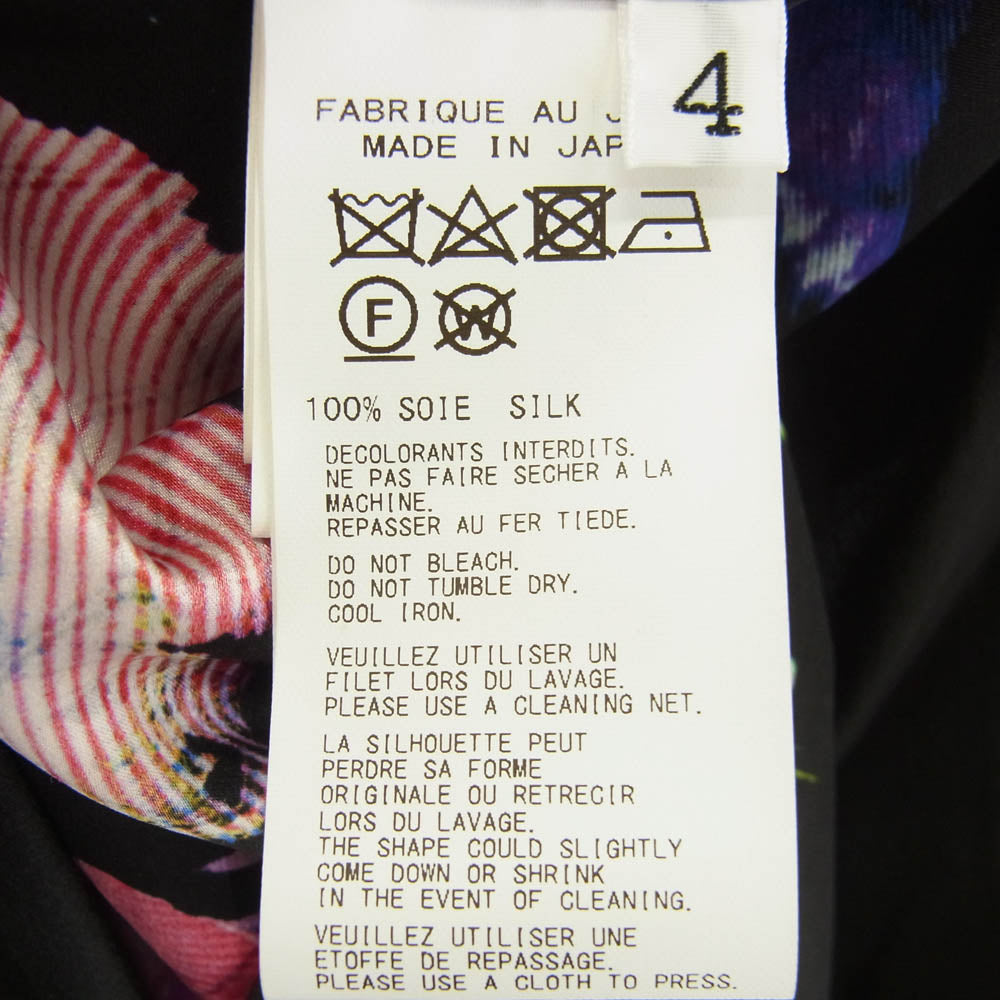 4
FABRIQUE AU
MADE IN
F
W
100% SOIE SILK
DECOLORANTS INTERDITS.
NE PAS FAIRE SECHER A LA
MACHINE.
REPASSER AU FER TIEDE.
DO NOT BLEACH.
DO NOT TUMBLE DRY.
COOL IRON.
VEUILLEZ UTILISER UN
FILET LORS DU LAVAGE.
PLEASE USE A CLEANING NET.
LA SILHOUETTE PEUT
PERDRE SA FORME
ORIGINALE OU RETRECIR
LORS DU LAVAGE.
THE SHAPE COULD SLIGHTLY
COME DOWN OR SHRINK
IN THE EVENT OF CLEANING.
VEUILLEZ UTILISER UNE
ETOFFE DE REPASSAGE.
PLEASE USE A CLOTH TO PRESS.